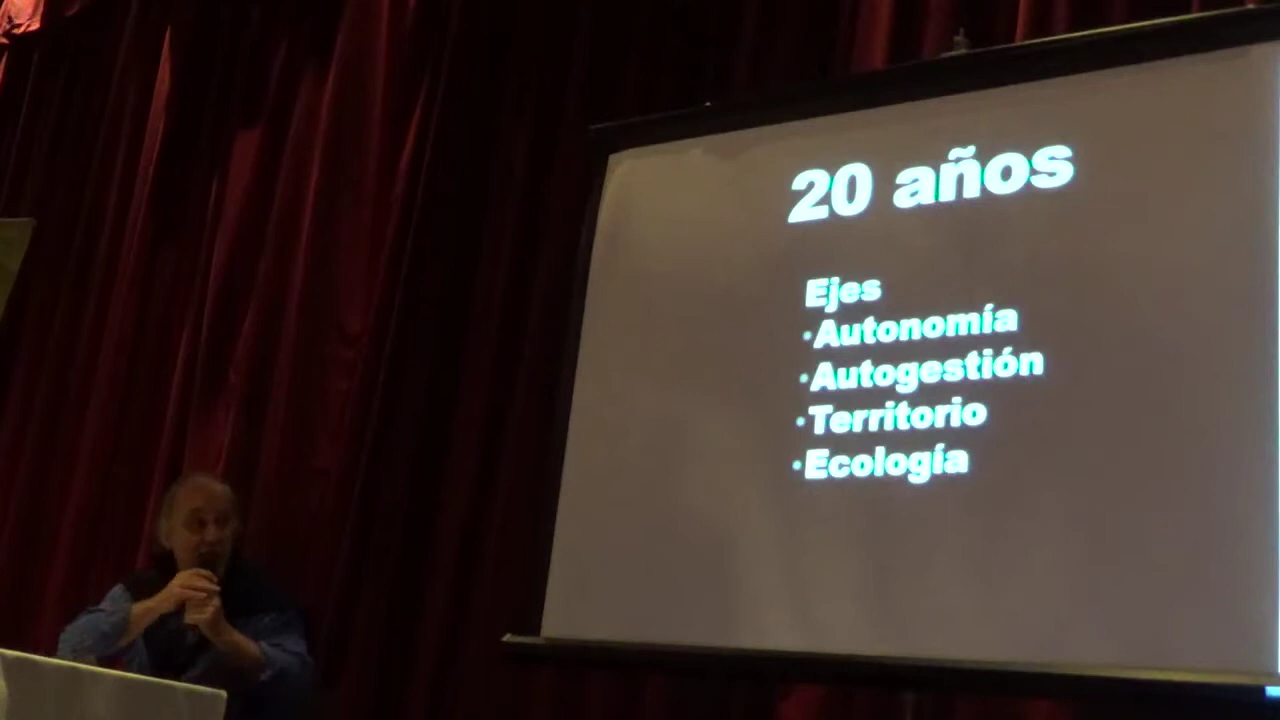 20 años
Ejes
·Autonomía
·Autogestión
·Territorio
·Ecología